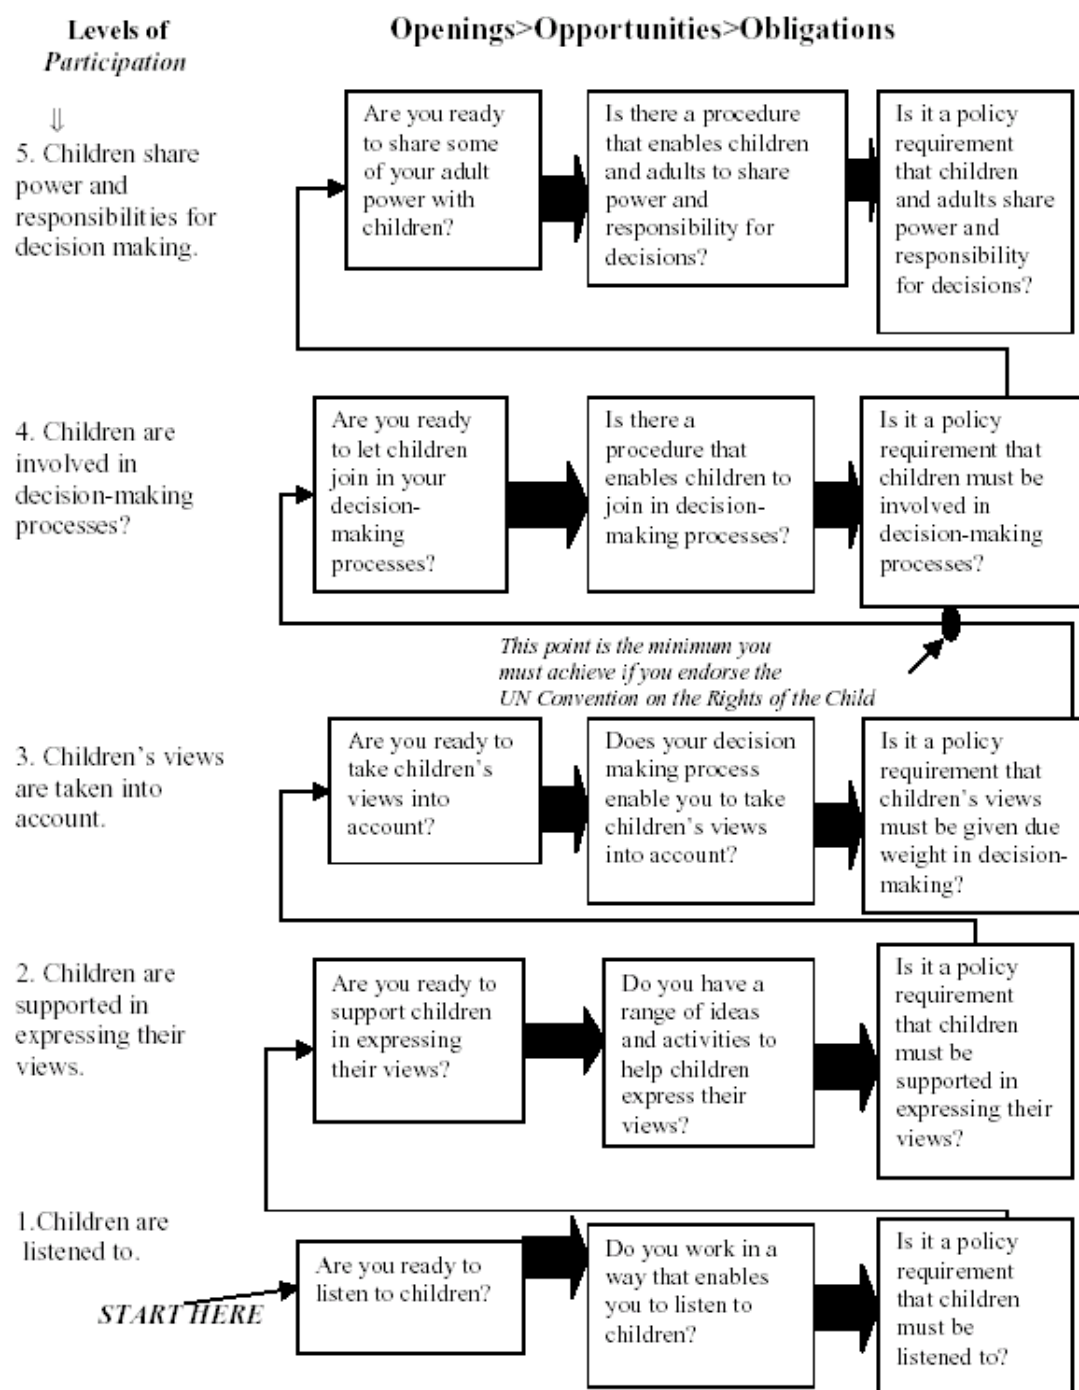 Levels of
Participation
Openings>Opportunities>Obligations
⇓
5. Children share
power and
responsibilities for
decision making.
Are you ready
to share some
of your adult
power with
children?
Is there a procedure
that enables children
and adults to share
power and
responsibility for
decisions?
Is it a policy
requirement
that children
and adults share
power and
responsibility
for decisions?
4. Children are
involved in
decision-making
processes?
Are you ready
to let children
join in your
decision-
making
processes?
Is there a
procedure that
enables children to
join in decision-
making processes?
Is it a policy
requirement that
children must be
involved in
decision-making
processes?
This point is the minimum you
must achieve if you endorse the
UN Convention on the Rights of the Child
3. Children's views
are taken into
account.
Are you ready to
take children's
views into
account?
Does your decision
making process
enable you to take
children's views
into account?
Is it a policy
requirement that
children's views
must be given due
weight in decision-
making?
2. Children are
supported in
expressing their
views.
Are you ready to
support children
in expressing
their views?
Do you have a
range of ideas
and activities to
help children
express their
views?
Is it a policy
requirement
that children
must be
supported in
expressing their
views?
1.Children are
listened to.
START HERE
Are you ready to
listen to children?
Do you work in a
way that enables
you to listen to
children?
Is it a policy
requirement
that children
must be
listened to?